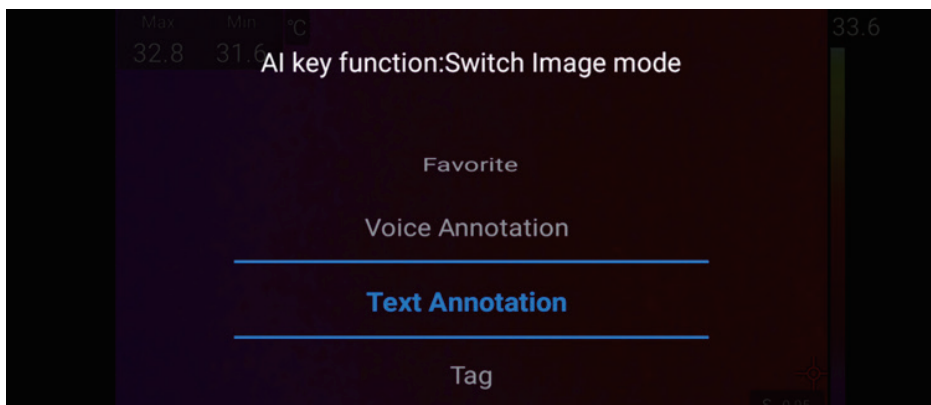 Max Min °C
32.8 31.6
33.6
AI key function:Switch Image mode
Favorite
Voice Annotation
Text Annotation
Tag